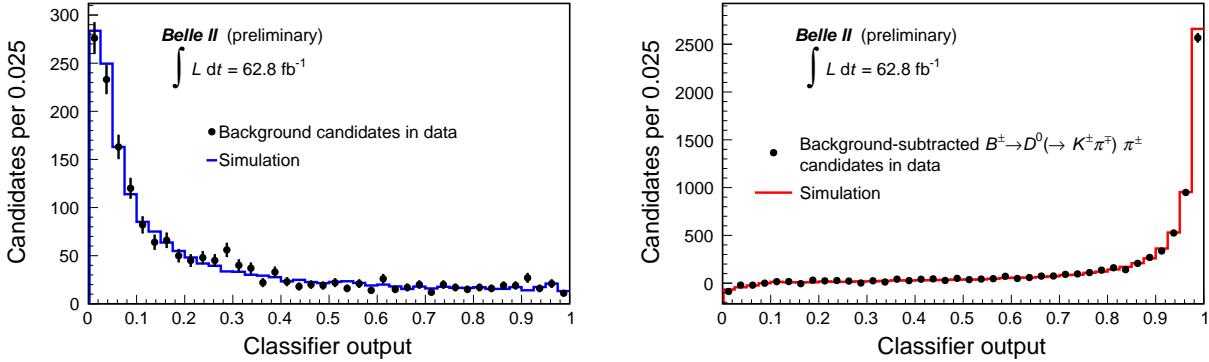 Candidates per 0.025
300
250
200
150
100
50
0
Belle II (preliminary)
∫ L dt = 62.8 fb⁻¹
Background candidates in data
Simulation
0 0.1 0.2 0.3 0.4 0.5 0.6 0.7 0.8 0.9 1
Classifier output
Candidates per 0.025
2500
2000
1500
1000
500
0
Belle II (preliminary)
∫ L dt = 62.8 fb⁻¹
Background-subtracted B±→D⁰(→ K±π∓) π±
candidates in data
Simulation
0 0.1 0.2 0.3 0.4 0.5 0.6 0.7 0.8 0.9 1
Classifier output